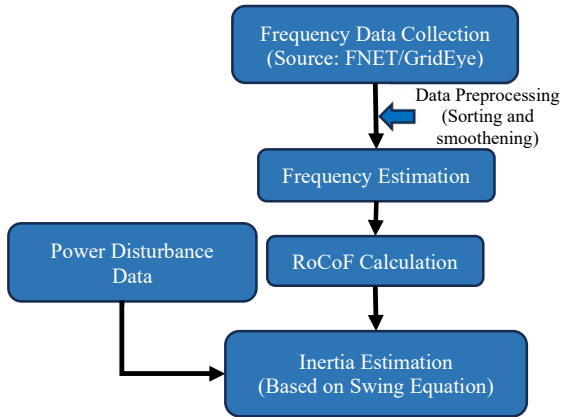 Frequency Data Collection
(Source: FNET/GridEye)
Data Preprocessing
(Sorting and
smoothening)
Frequency Estimation
Power Disturbance
Data
RoCoF Calculation
Inertia Estimation
(Based on Swing Equation)